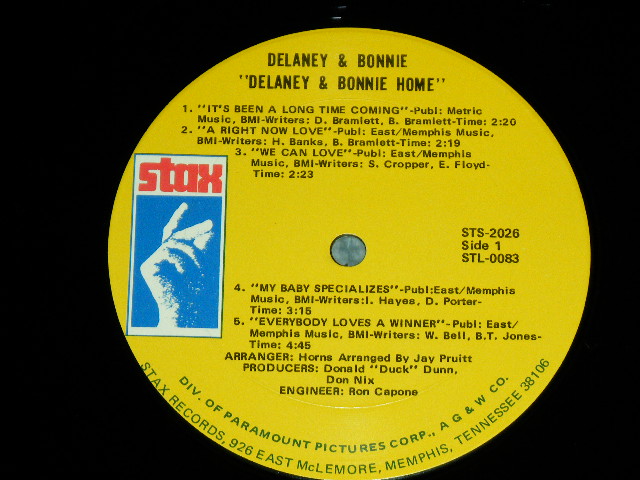 DELANEY & BONNIE
"DELANEY & BONNIE HOME"
1. "IT'S BEEN A LONG TIME COMING"-Publ: Metric
Music, BMI-Writers: D. Bramlett, B. Bramlett-Time: 2:20
2. "A RIGHT NOW LOVE"-Publ: East/Memphis Music,
BMI-Writers: H. Banks, B. Bramlett-Time: 2:19
3. "WE CAN LOVE"-Publ: East/Memphis
Music, BMI-Writers: S. Cropper, E. Floyd-
Time: 2:23
stax
STS-2026
Side 1
STL-0083
4. "MY BABY SPECIALIZES"-Publ:East/Memphis
Music, BMI-Writers:I. Hayes, D. Porter-
Time: 3:15
5. "EVERYBODY LOVES A WINNER"-Publ: East/
Memphis Music, BMI-Writers: W. Bell, B.T. Jones-
Time: 4:45
ARRANGER: Horns Arranged By Jay Pruitt
PRODUCERS: Donald "Duck" Dunn,
Don Nix
ENGINEER: Ron Capone
DIV. OF PARAMOUNT PICTURES CORP., A G & W CO.
STAX RECORDS, 926 EAST McLEMORE, MEMPHIS, TENNESSEE 38106